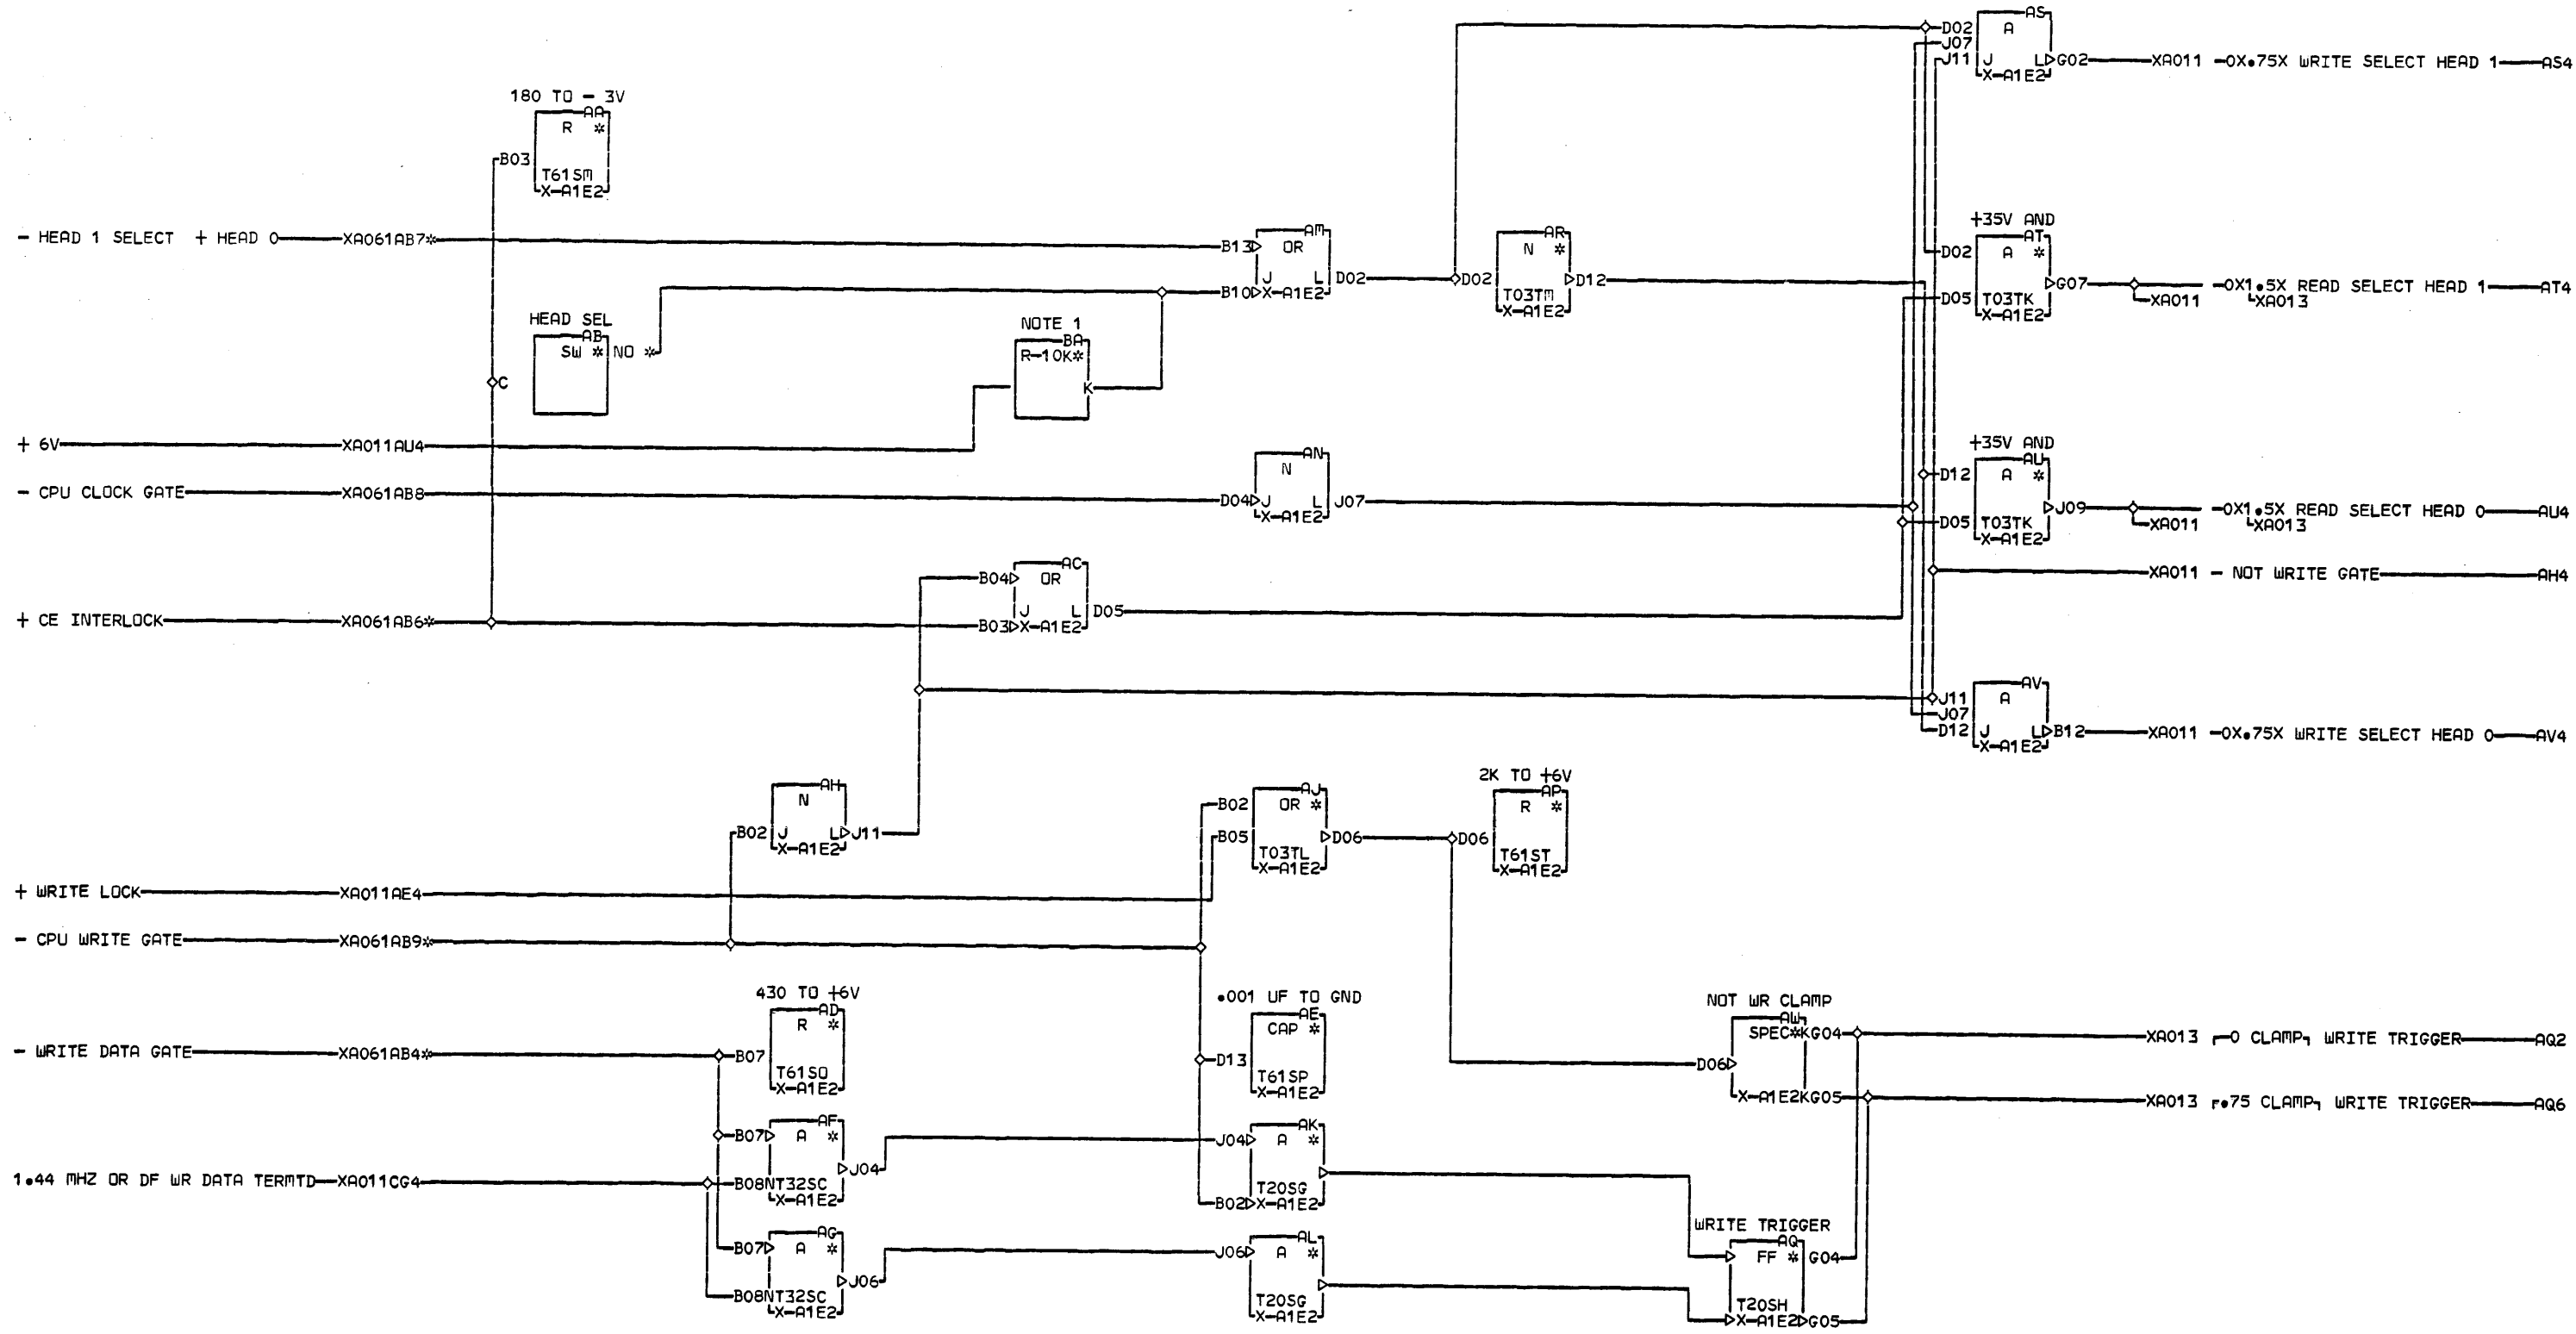 AS
D02 A
J07
J11 J L G02 XA011 -0X.75X WRITE SELECT HEAD 1 AS4
X-A1E2
180 TO - 3V
AA
R *
B03
T61SM
X-A1E2
- HEAD 1 SELECT + HEAD 0 XA061AB7*
AM
B13 OR
J L D02
B10 X-A1E2
AR
N *
D02 D12
T03TM
X-A1E2
+35V AND
AT
D02 A *
G07 -0X1.5X READ SELECT HEAD 1 AT4
D05 T03TK XA011 XA013
X-A1E2
HEAD SEL
AB
SW * NO *
NOTE 1
BA
R-10K*
K
C
+ 6V XA011AU4
- CPU CLOCK GATE XA061AB8
AN
N
D04 J L J07
X-A1E2
+35V AND
AU
D12 A *
J09 -0X1.5X READ SELECT HEAD 0 AU4
D05 T03TK XA011 XA013
X-A1E2
AC
B04 OR
J L D05
B03 X-A1E2
XA011 - NOT WRITE GATE AH4
+ CE INTERLOCK XA061AB6*
AV
J11 A
J07
D12 J L B12 XA011 -0X.75X WRITE SELECT HEAD 0 AV4
X-A1E2
AH
N
B02 J L J11
X-A1E2
AJ
B02 OR *
B05 D06
T03TL
X-A1E2
2K TO +6V
AP
R *
D06
T61ST
X-A1E2
+ WRITE LOCK XA011AE4
- CPU WRITE GATE XA061AB9*
430 TO +6V
AD
R *
- WRITE DATA GATE XA061AB4* B07
T61SO
X-A1E2
.001 UF TO GND
AE
CAP *
D13
T61SP
X-A1E2
NOT WR CLAMP
AW
SPEC*KG04 XA013 0 CLAMP WRITE TRIGGER AQ2
D06
X-A1E2KG05 XA013 .75 CLAMP WRITE TRIGGER AQ6
AF
B07 A *
J04
1.44 MHZ OR DF WR DATA TERMTD XA011CG4 B08NT32SC
X-A1E2
AK
J04 A *
T20SG
B02 X-A1E2
AG
B07 A *
J06
B08NT32SC
X-A1E2
AL
J06 A *
T20SG
X-A1E2
WRITE TRIGGER
AQ
FF * G04
T20SH
X-A1E2 G05